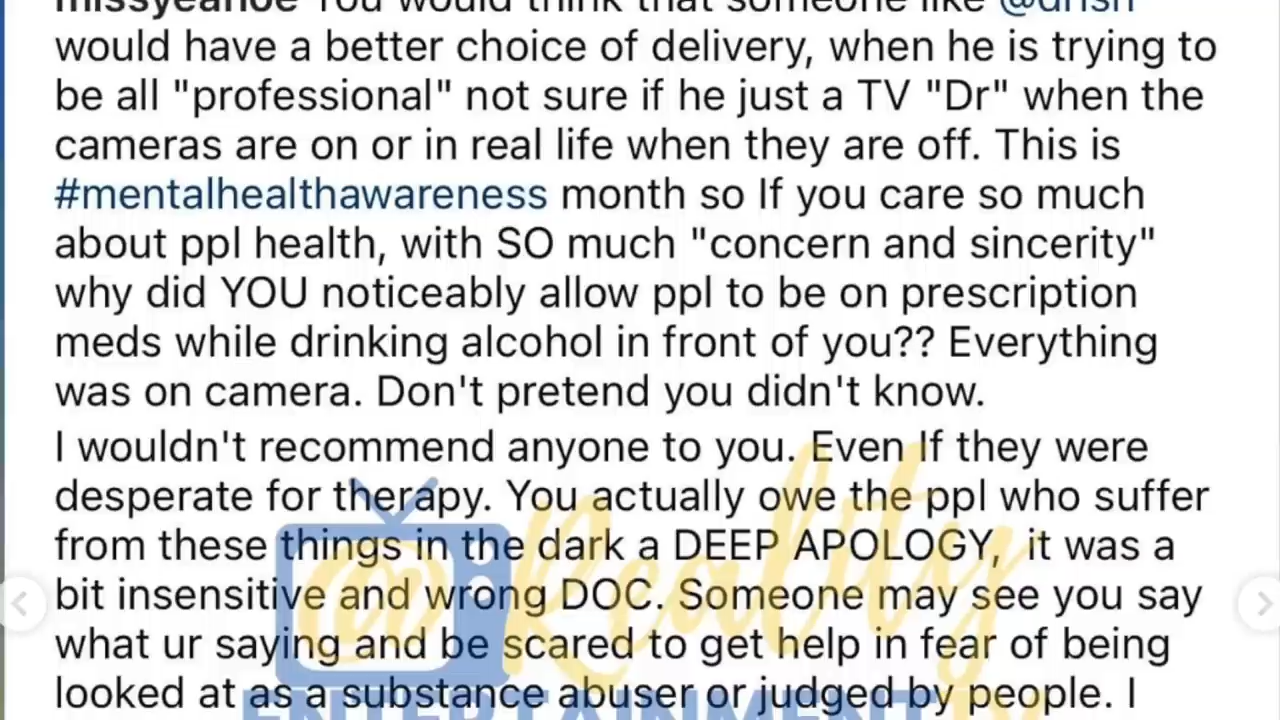 would have a better choice of delivery, when he is trying to
be all "professional" not sure if he just a TV "Dr" when the
cameras are on or in real life when they are off. This is
#mentalhealthawareness month so If you care so much
about ppl health, with SO much "concern and sincerity"
why did YOU noticeably allow ppl to be on prescription
meds while drinking alcohol in front of you?? Everything
was on camera. Don't pretend you didn't know.
I wouldn't recommend anyone to you. Even If they were
desperate for therapy. You actually owe the ppl who suffer
from these things in the dark a DEEP APOLOGY, it was a
bit insensitive and wrong DOC. Someone may see you say
what ur saying and be scared to get help in fear of being
looked at as a substance abuser or judged by people. I
@Reality
ENTERTAINMENT